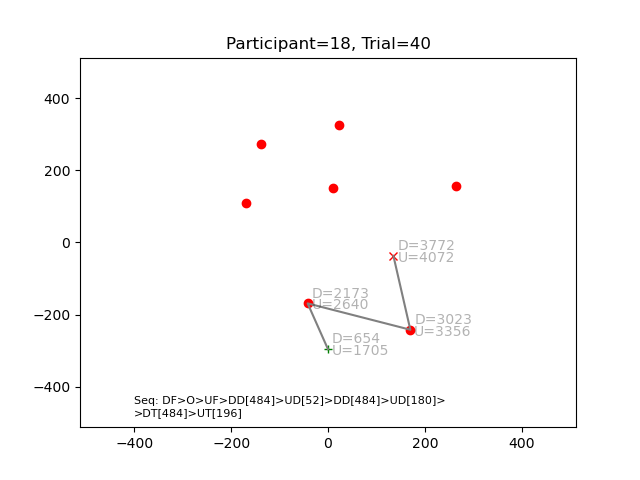 Participant=18, Trial=40
400
200
0
−200
−400
D=3772
U=4072
D=2173
U=2640
D=3023
U=3356
D=654
U=1705
Seq: DF>O>UF>DD[484]>UD[52]>DD[484]>UD[180]>
>DT[484]>UT[196]
−400 −200 0 200 400